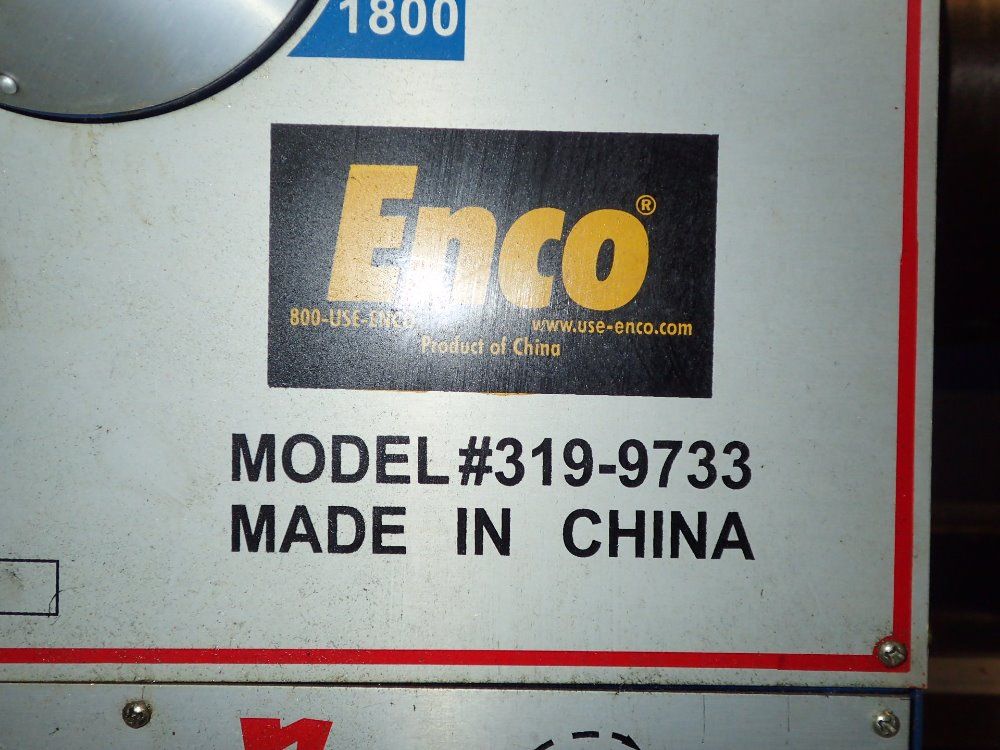 1800
Enco®
800-USE-ENCO
www.use-enco.com
Product of China
MODEL#319-9733
MADE IN CHINA